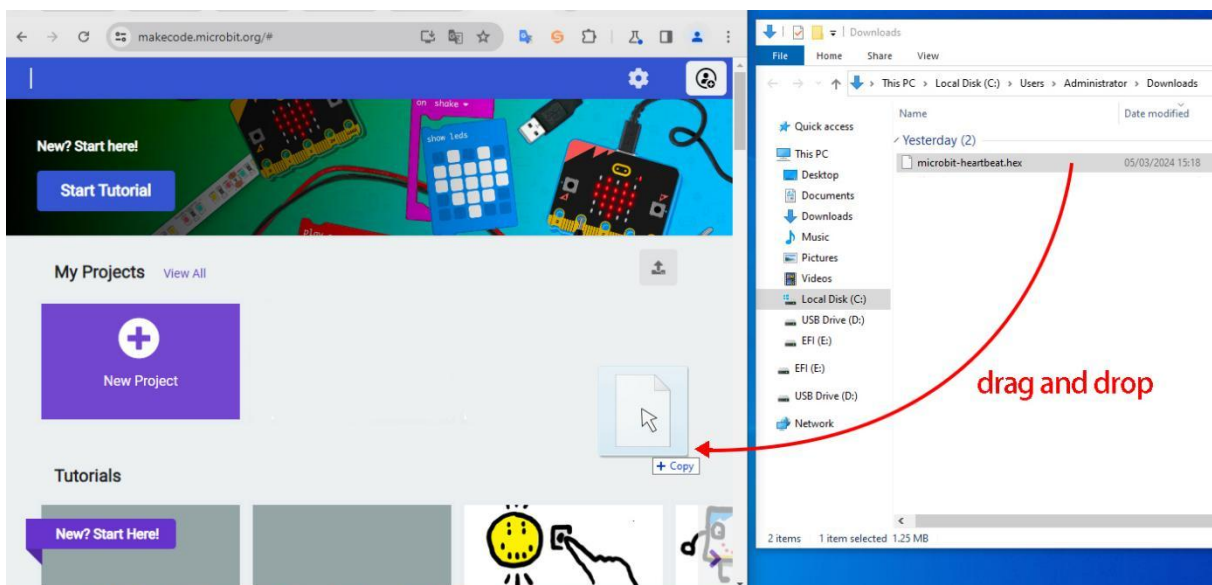 makecode.microbit.org/#
on shake
show leds
New? Start here!
Start Tutorial
My Projects View All
New Project
+ Copy
Tutorials
New? Start Here!
Downloads
File Home Share View
This PC > Local Disk (C:) > Users > Administrator > Downloads
Name Date modified
Quick access
Yesterday (2)
microbit-heartbeat.hex 05/03/2024 15:18
This PC
Desktop
Documents
Downloads
Music
Pictures
Videos
Local Disk (C:)
USB Drive (D:)
EFI (E:)
EFI (E:)
USB Drive (D:)
Network
drag and drop
2 items 1 item selected 1.25 MB